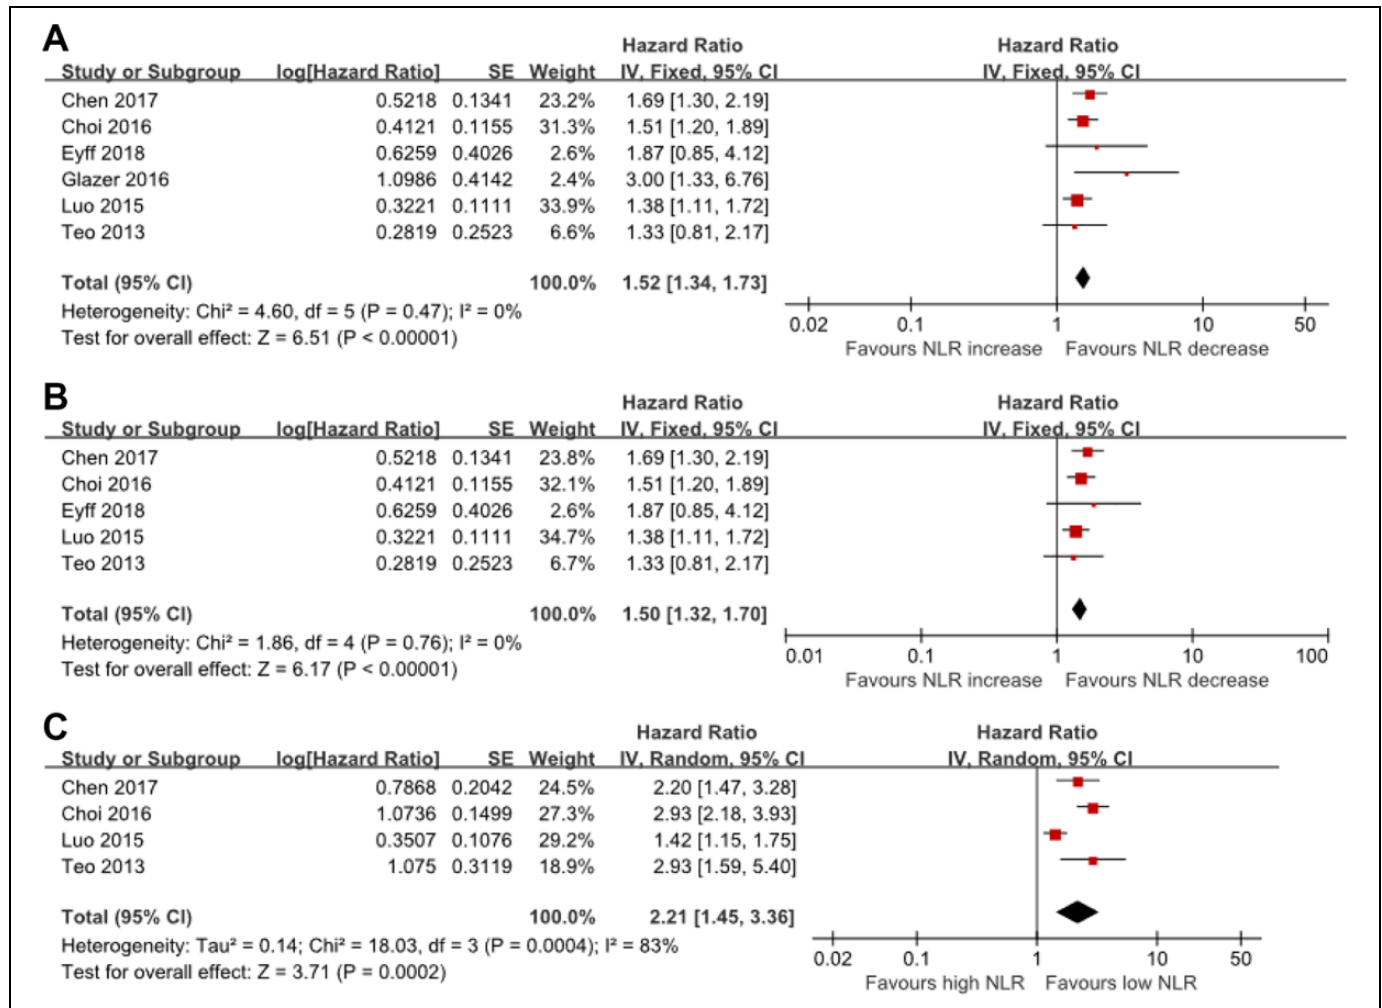 A
Hazard Ratio Hazard Ratio
Study or Subgroup log[Hazard Ratio] SE Weight IV, Fixed, 95% CI IV, Fixed, 95% CI
Chen 2017 0.5218 0.1341 23.2% 1.69 [1.30, 2.19]
Choi 2016 0.4121 0.1155 31.3% 1.51 [1.20, 1.89]
Eyff 2018 0.6259 0.4026 2.6% 1.87 [0.85, 4.12]
Glazer 2016 1.0986 0.4142 2.4% 3.00 [1.33, 6.76]
Luo 2015 0.3221 0.1111 33.9% 1.38 [1.11, 1.72]
Teo 2013 0.2819 0.2523 6.6% 1.33 [0.81, 2.17]
Total (95% CI) 100.0% 1.52 [1.34, 1.73]
Heterogeneity: Chi² = 4.60, df = 5 (P = 0.47); I² = 0%
Test for overall effect: Z = 6.51 (P < 0.00001)
0.02 0.1 1 10 50
Favours NLR increase Favours NLR decrease
B
Hazard Ratio Hazard Ratio
Study or Subgroup log[Hazard Ratio] SE Weight IV, Fixed, 95% CI IV, Fixed, 95% CI
Chen 2017 0.5218 0.1341 23.8% 1.69 [1.30, 2.19]
Choi 2016 0.4121 0.1155 32.1% 1.51 [1.20, 1.89]
Eyff 2018 0.6259 0.4026 2.6% 1.87 [0.85, 4.12]
Luo 2015 0.3221 0.1111 34.7% 1.38 [1.11, 1.72]
Teo 2013 0.2819 0.2523 6.7% 1.33 [0.81, 2.17]
Total (95% CI) 100.0% 1.50 [1.32, 1.70]
Heterogeneity: Chi² = 1.86, df = 4 (P = 0.76); I² = 0%
Test for overall effect: Z = 6.17 (P < 0.00001)
0.01 0.1 1 10 100
Favours NLR increase Favours NLR decrease
C
Hazard Ratio Hazard Ratio
Study or Subgroup log[Hazard Ratio] SE Weight IV, Random, 95% CI IV, Random, 95% CI
Chen 2017 0.7868 0.2042 24.5% 2.20 [1.47, 3.28]
Choi 2016 1.0736 0.1499 27.3% 2.93 [2.18, 3.93]
Luo 2015 0.3507 0.1076 29.2% 1.42 [1.15, 1.75]
Teo 2013 1.075 0.3119 18.9% 2.93 [1.59, 5.40]
Total (95% CI) 100.0% 2.21 [1.45, 3.36]
Heterogeneity: Tau² = 0.14; Chi² = 18.03, df = 3 (P = 0.0004); I² = 83%
Test for overall effect: Z = 3.71 (P = 0.0002)
0.02 0.1 1 10 50
Favours high NLR Favours low NLR